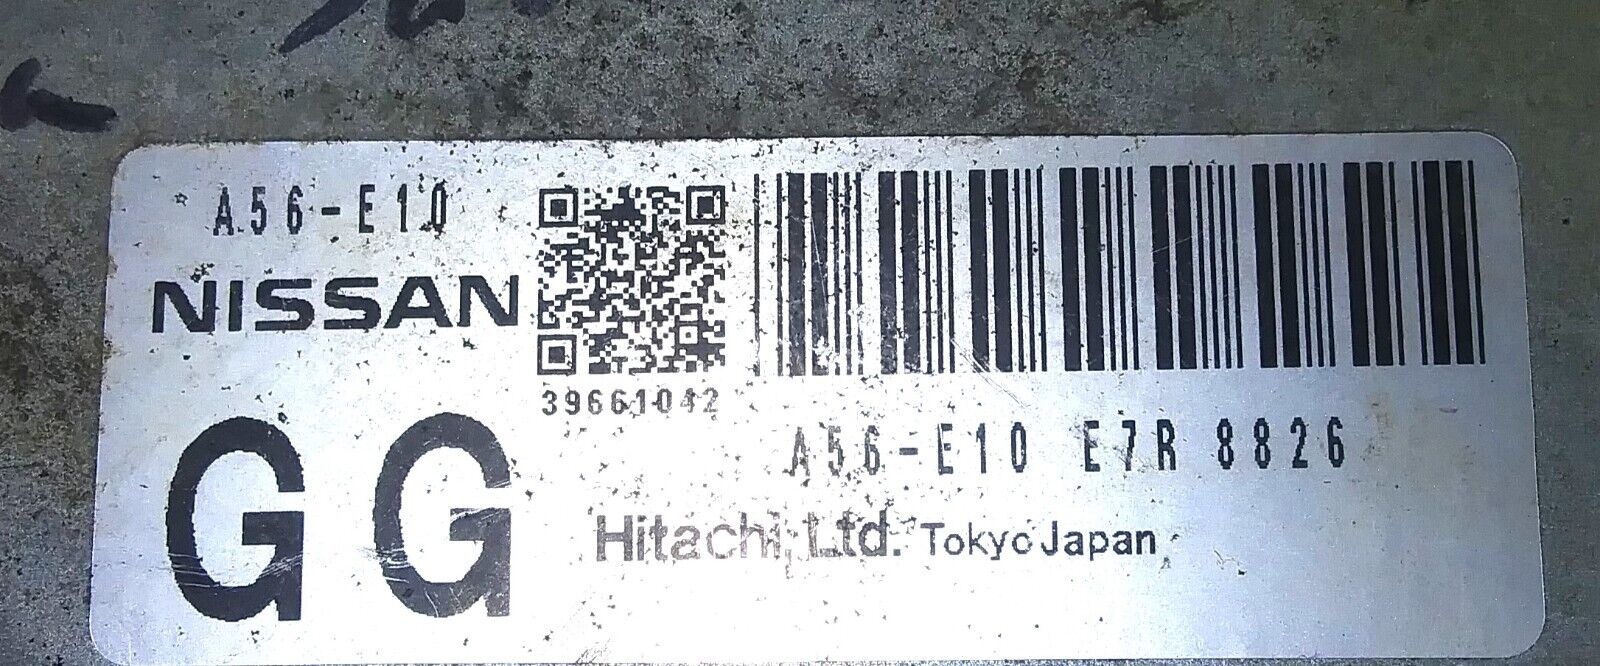 A56-E10
NISSAN
39661042
GG
A56-E10 E7R 8826
Hitachi, Ltd. Tokyo Japan